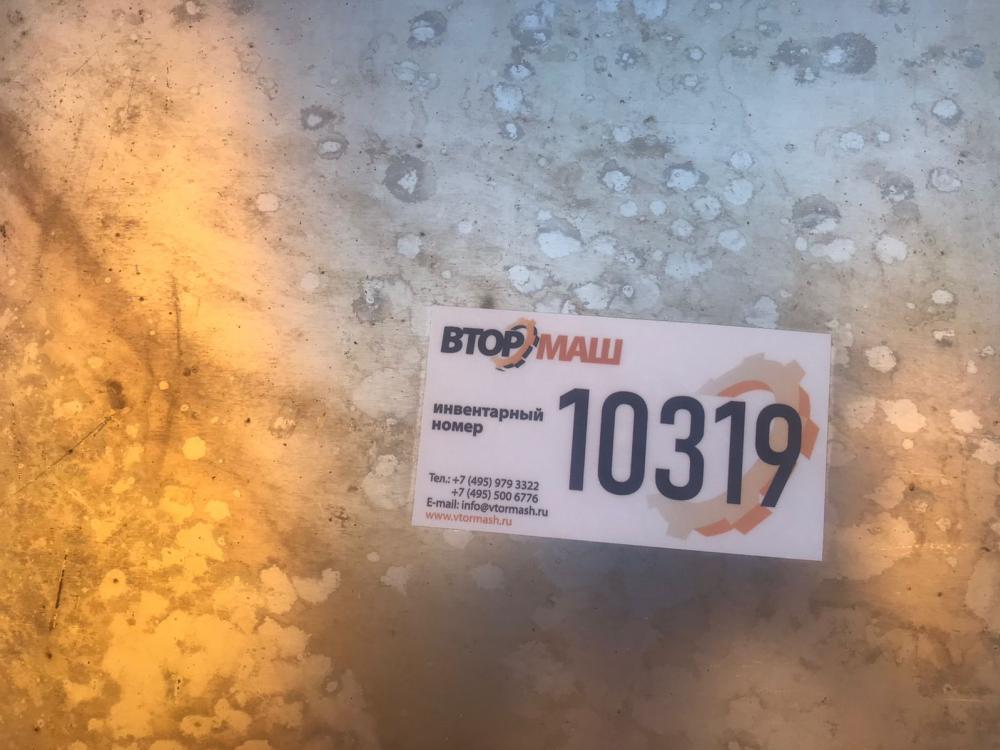 ВТОРМАШ
инвентарный
номер
10319
Тел.: +7 (495) 979 3322
+7 (495) 500 6776
E-mail: info@vtormash.ru
www.vtormash.ru